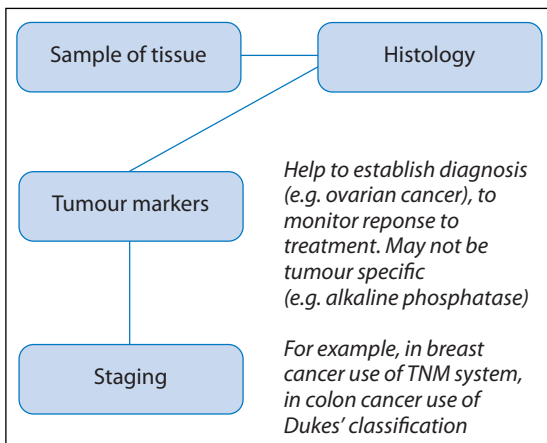 Sample of tissue
Histology
Tumour markers
Help to establish diagnosis
(e.g. ovarian cancer), to
monitor reponse to
treatment. May not be
tumour specific
(e.g. alkaline phosphatase)
Staging
For example, in breast
cancer use of TNM system,
in colon cancer use of
Dukes’ classification